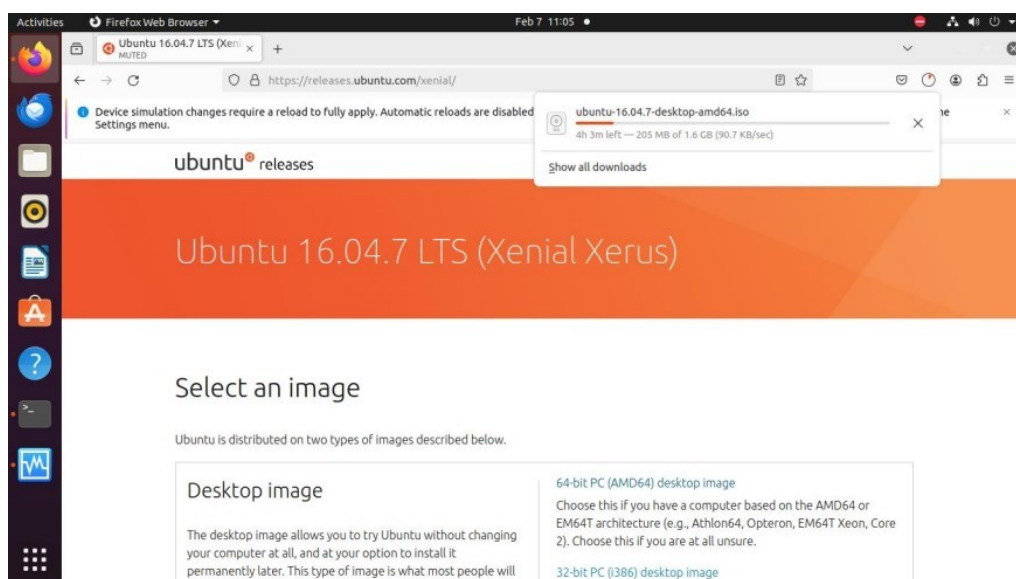 Activities Firefox Web Browser Feb 7 11:05
Ubuntu 16.04.7 LTS (Xeni
MUTED
https://releases.ubuntu.com/xenial/
Device simulation changes require a reload to fully apply. Automatic reloads are disabled
Settings menu.
ubuntu-16.04.7-desktop-amd64.iso
4h 3m left — 205 MB of 1.6 GB (90.7 KB/sec)
Show all downloads
ubuntu releases
Ubuntu 16.04.7 LTS (Xenial Xerus)
Select an image
Ubuntu is distributed on two types of images described below.
Desktop image
The desktop image allows you to try Ubuntu without changing
your computer at all, and at your option to install it
permanently later. This type of image is what most people will
64-bit PC (AMD64) desktop image
Choose this if you have a computer based on the AMD64 or
EM64T architecture (e.g., Athlon64, Opteron, EM64T Xeon, Core
2). Choose this if you are at all unsure.
32-bit PC (i386) desktop image